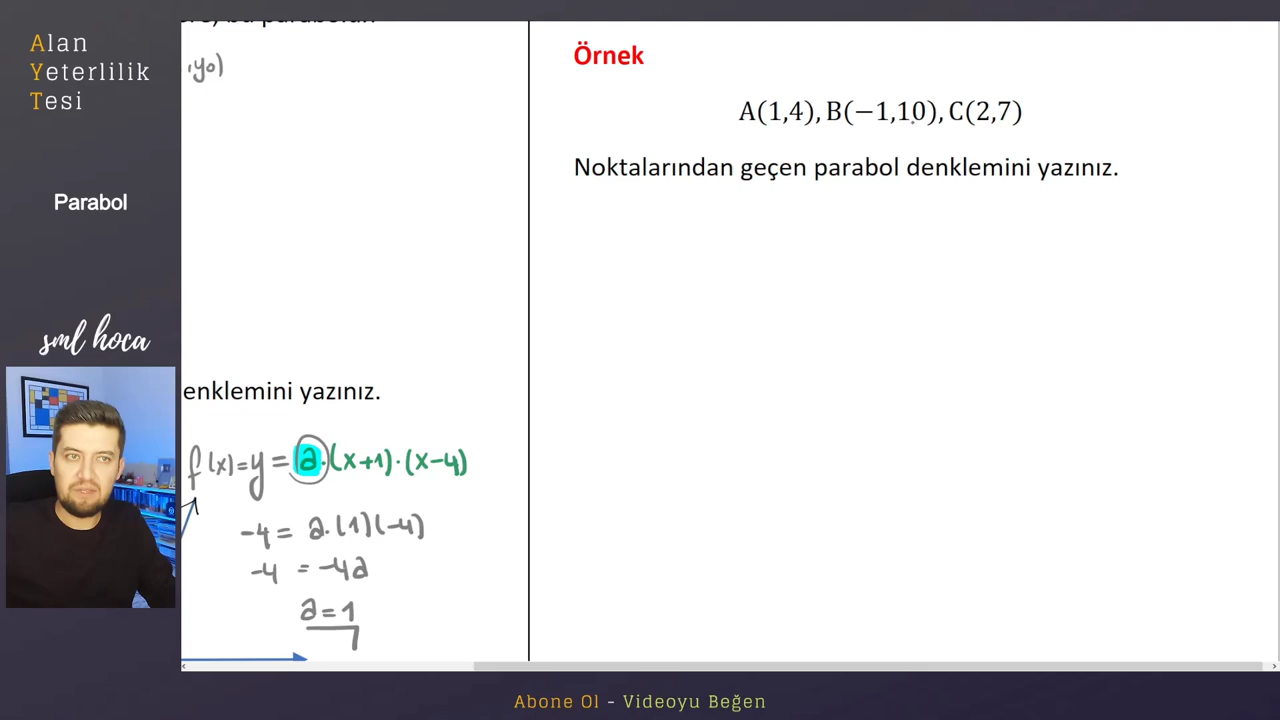 Alan
Yeterlilik
Tesi
Parabol
sml hoca
,y0)
enklemini yazınız.
f(x)=y=a·(x+1)·(x-4)
-4 = a·(1)(-4)
-4 = -4a
a=1
Örnek
A(1,4), B(−1,10), C(2,7)
Noktalarından geçen parabol denklemini yazınız.
Abone Ol - Videoyu Beğen